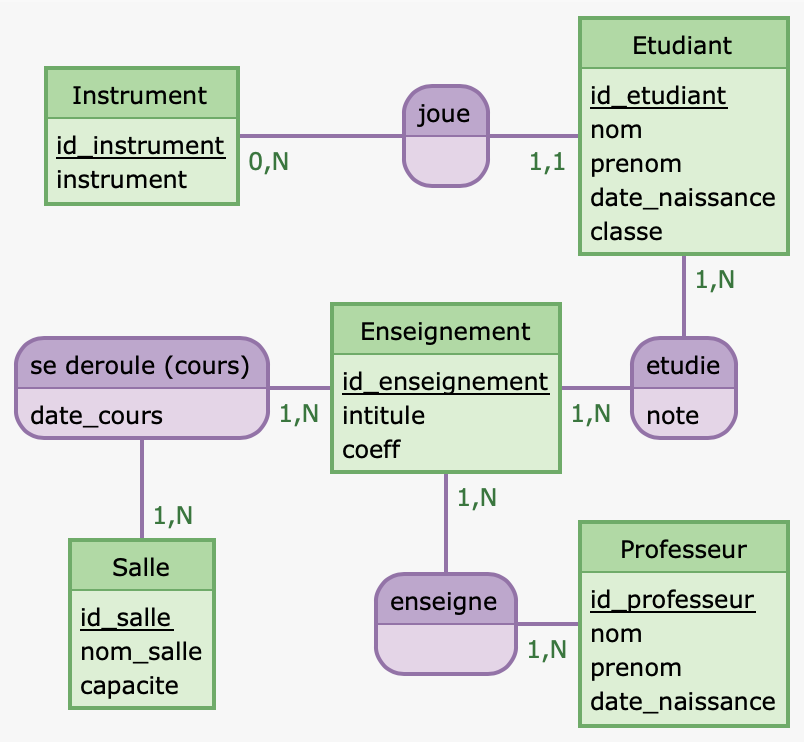 Instrument
id_instrument
instrument
0,N
joue
1,1
Etudiant
id_etudiant
nom
prenom
date_naissance
classe
1,N
se deroule (cours)
date_cours
1,N
Enseignement
id_enseignement
intitule
coeff
1,N
etudie
note
1,N
1,N
Salle
id_salle
nom_salle
capacite
enseigne
1,N
Professeur
id_professeur
nom
prenom
date_naissance